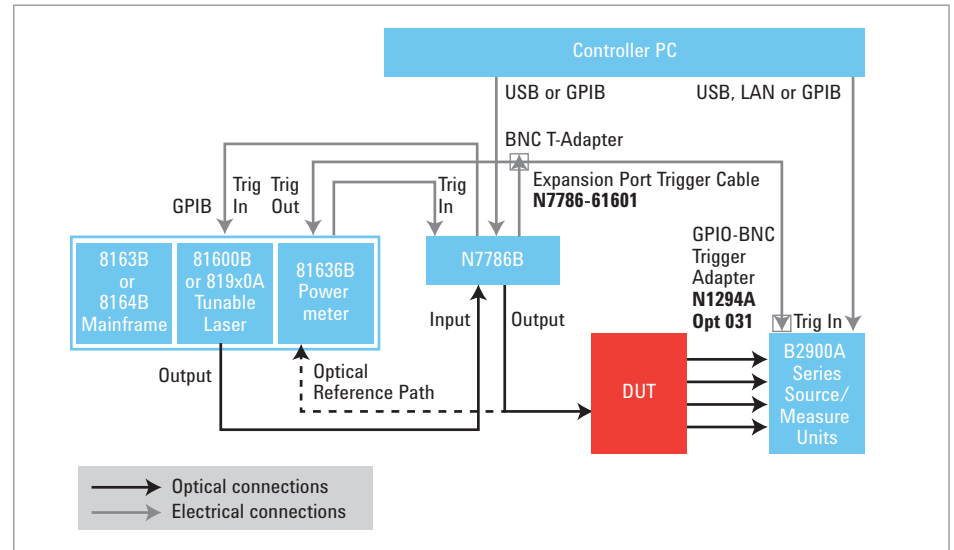 Controller PC
USB or GPIB
USB, LAN or GPIB
BNC T-Adapter
Expansion Port Trigger Cable
N7786-61601
GPIB
Trig
In
Trig
Out
Trig
In
GPIO-BNC
Trigger
Adapter
N1294A
Opt 031
Trig In
8163B
or
8164B
Mainframe
81600B
or 819x0A
Tunable
Laser
81636B
Power
meter
N7786B
Input
Output
Output
Optical
Reference Path
DUT
B2900A
Series
Source/
Measure
Units
Optical connections
Electrical connections